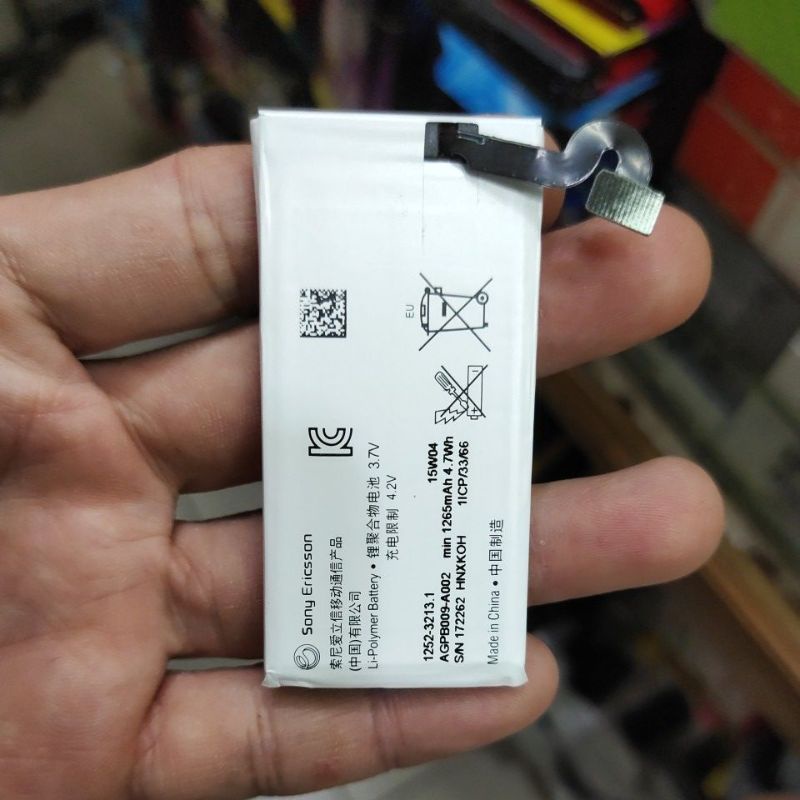 Sony Ericsson
索尼爱立信移动通信产品
(中国)有限公司
Li-Polymer Battery • 锂聚合物电池 3.7V
充电限制 4.2V
EU
1252-3213.1 15W04
AGPB009-A002 min 1265mAh 4.7Wh
S/N 172262 HNXKOH 1ICP/33/66
Made in China • 中国制造